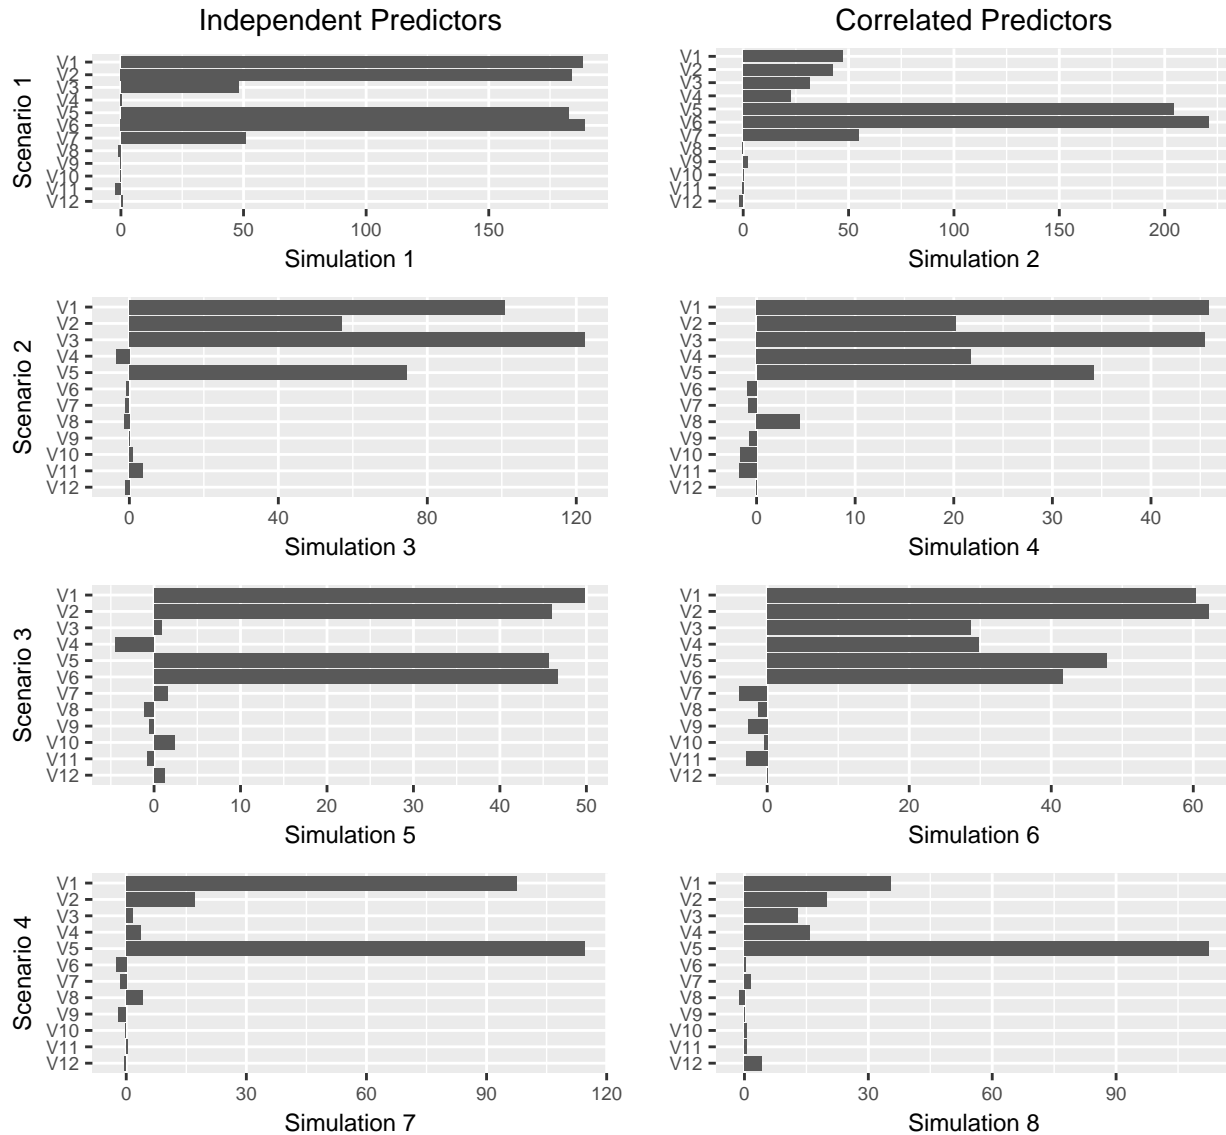 Independent Predictors
Correlated Predictors
Scenario 1
V1
V2
V3
V4
V5
V6
V7
V8
V9
V10
V11
V12
0 50 100 150
Simulation 1
V1
V2
V3
V4
V5
V6
V7
V8
V9
V10
V11
V12
0 50 100 150 200
Simulation 2
Scenario 2
V1
V2
V3
V4
V5
V6
V7
V8
V9
V10
V11
V12
0 40 80 120
Simulation 3
V1
V2
V3
V4
V5
V6
V7
V8
V9
V10
V11
V12
0 10 20 30 40
Simulation 4
Scenario 3
V1
V2
V3
V4
V5
V6
V7
V8
V9
V10
V11
V12
0 10 20 30 40 50
Simulation 5
V1
V2
V3
V4
V5
V6
V7
V8
V9
V10
V11
V12
0 20 40 60
Simulation 6
Scenario 4
V1
V2
V3
V4
V5
V6
V7
V8
V9
V10
V11
V12
0 30 60 90 120
Simulation 7
V1
V2
V3
V4
V5
V6
V7
V8
V9
V10
V11
V12
0 30 60 90
Simulation 8